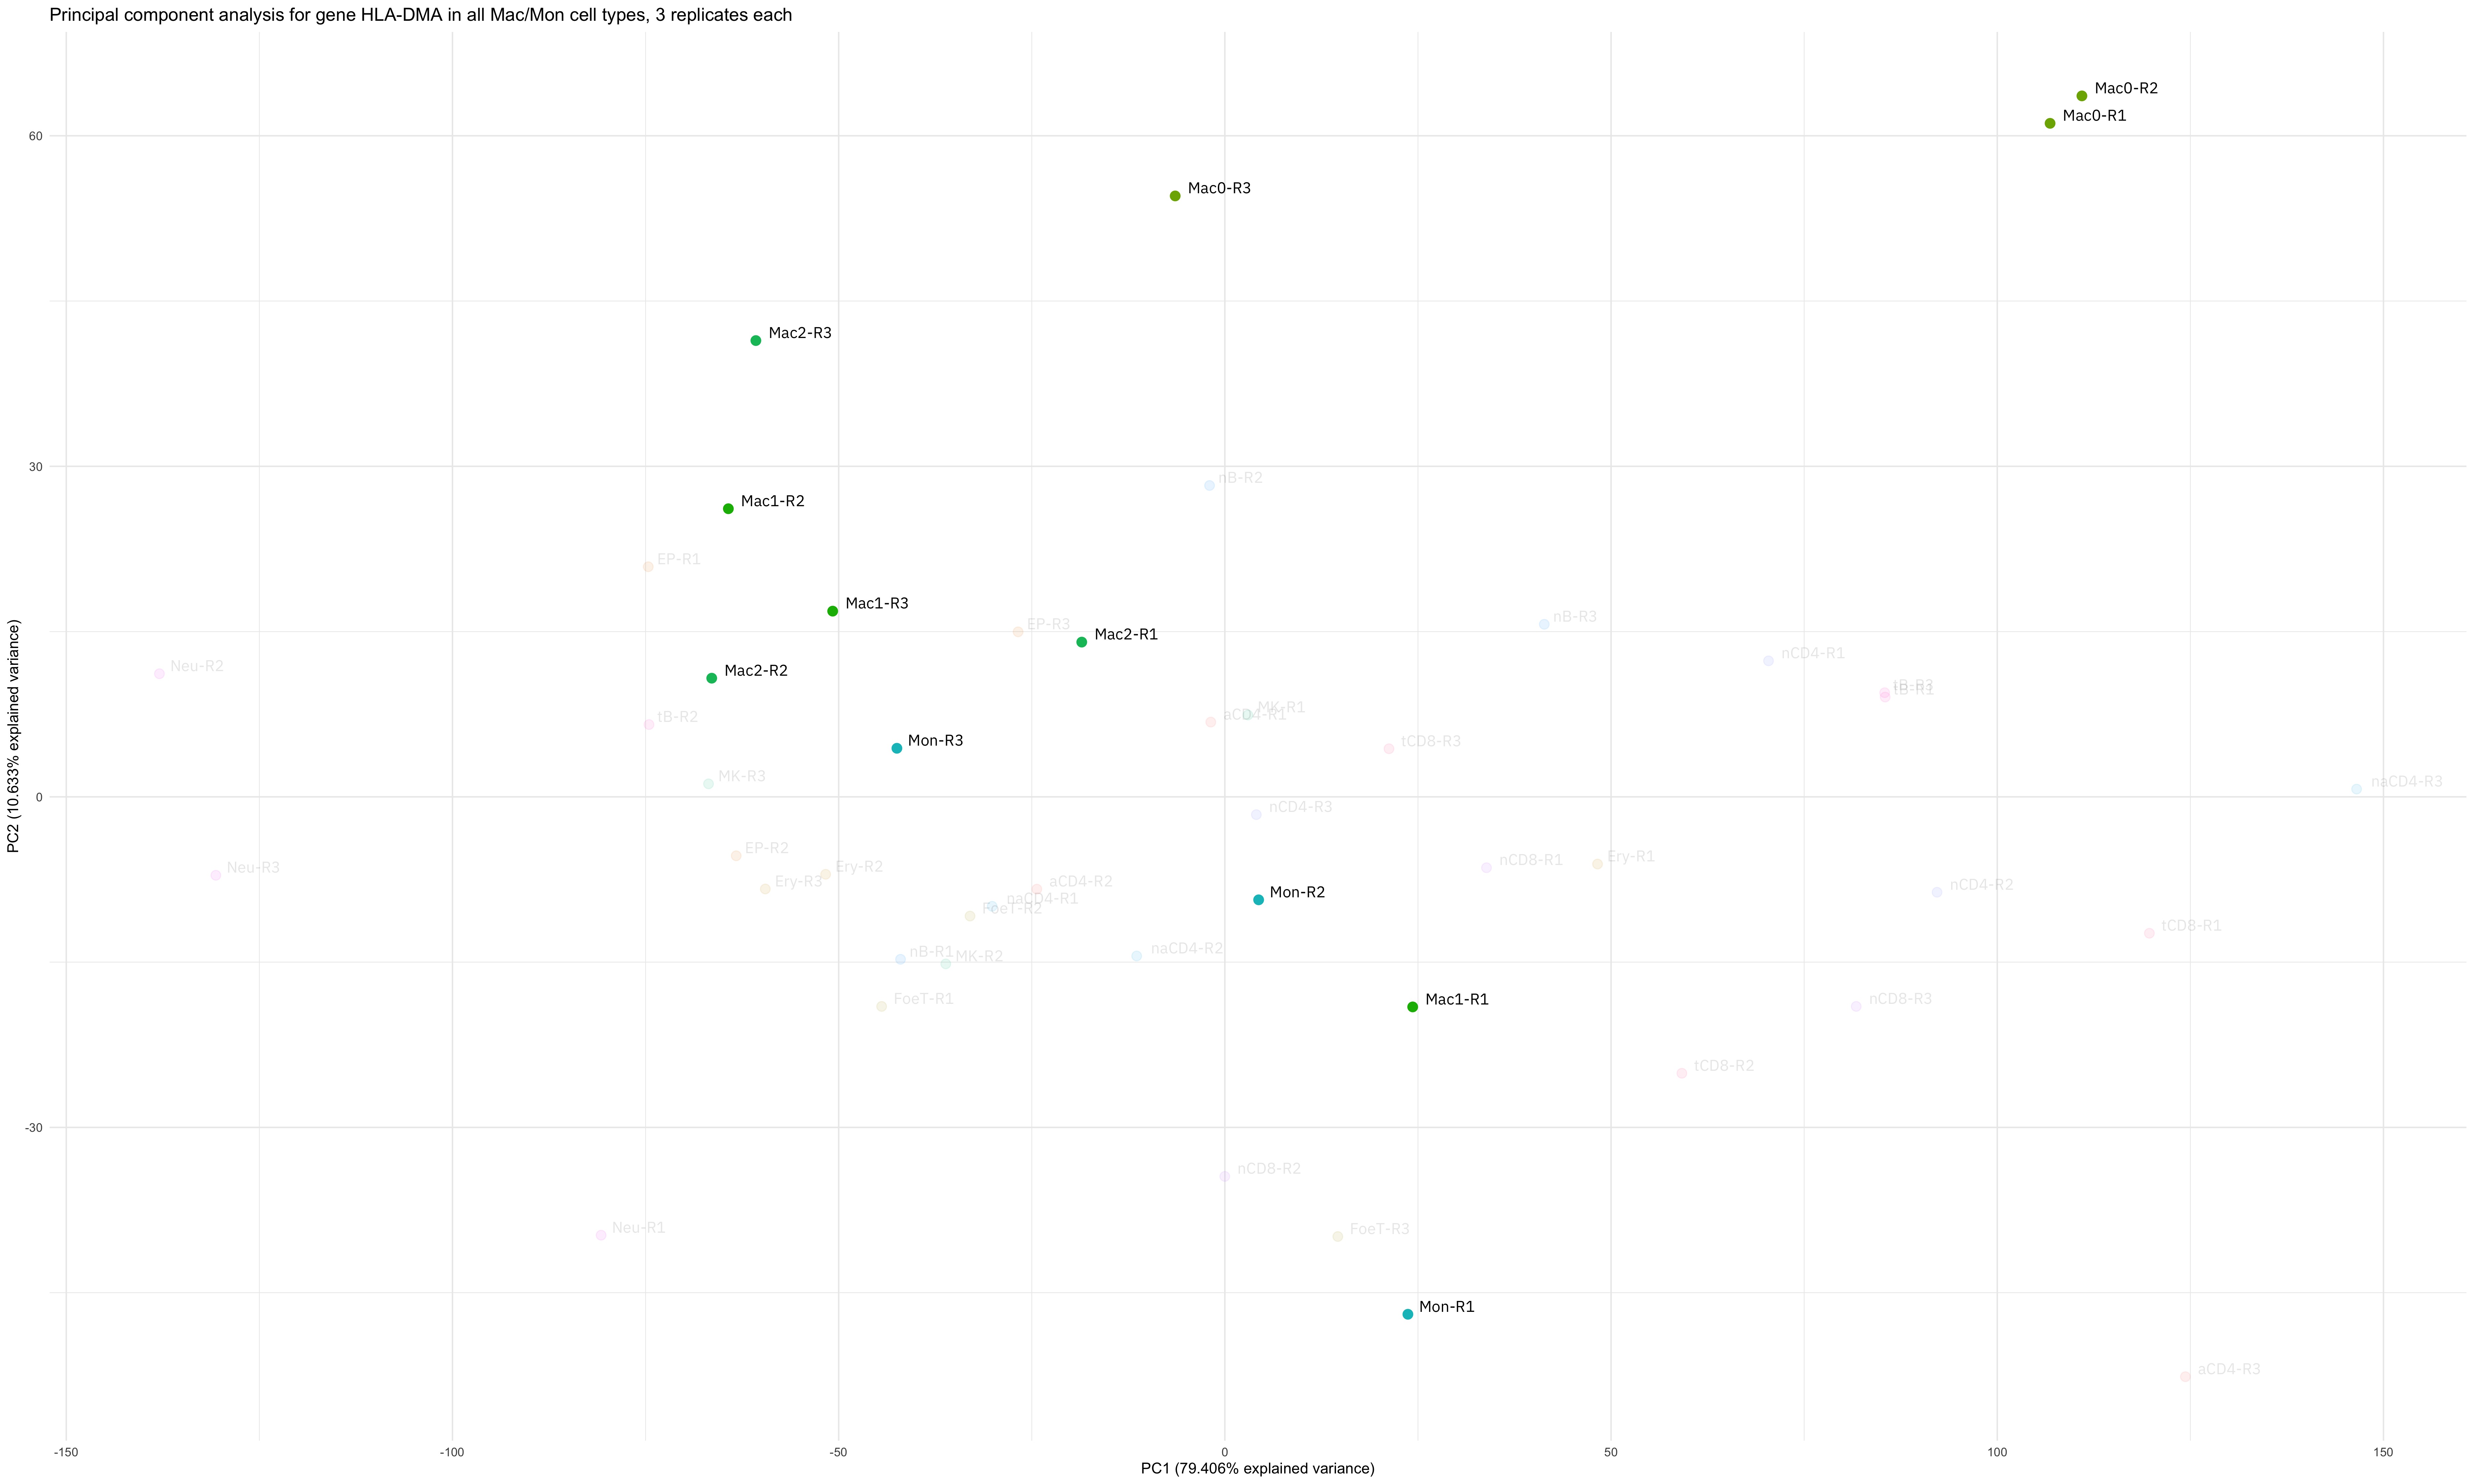 Principal component analysis for gene HLA-DMA in all Mac/Mon cell types, 3 replicates each
Mac0-R2
Mac0-R1
60
Mac0-R3
Mac2-R3
30
nB-R2
Mac1-R2
EP-R1
Mac1-R3
nB-R3
EP-R3
Mac2-R1
nCD4-R1
Neu-R2
Mac2-R2
tB-R3
tB-R1
tB-R2
MK-R1
aCD4-R1
Mon-R3
tCD8-R3
MK-R3
naCD4-R3
0
nCD4-R3
EP-R2
nCD8-R1
Ery-R1
Neu-R3
Ery-R2
Ery-R3
aCD4-R2
nCD4-R2
Mon-R2
naCD4-R1
FoeT-R2
tCD8-R1
nB-R1
MK-R2
naCD4-R2
FoeT-R1
Mac1-R1
nCD8-R3
tCD8-R2
-30
nCD8-R2
Neu-R1
FoeT-R3
Mon-R1
aCD4-R3
PC2 (10.633% explained variance)
-150
-100
-50
0
50
100
150
PC1 (79.406% explained variance)